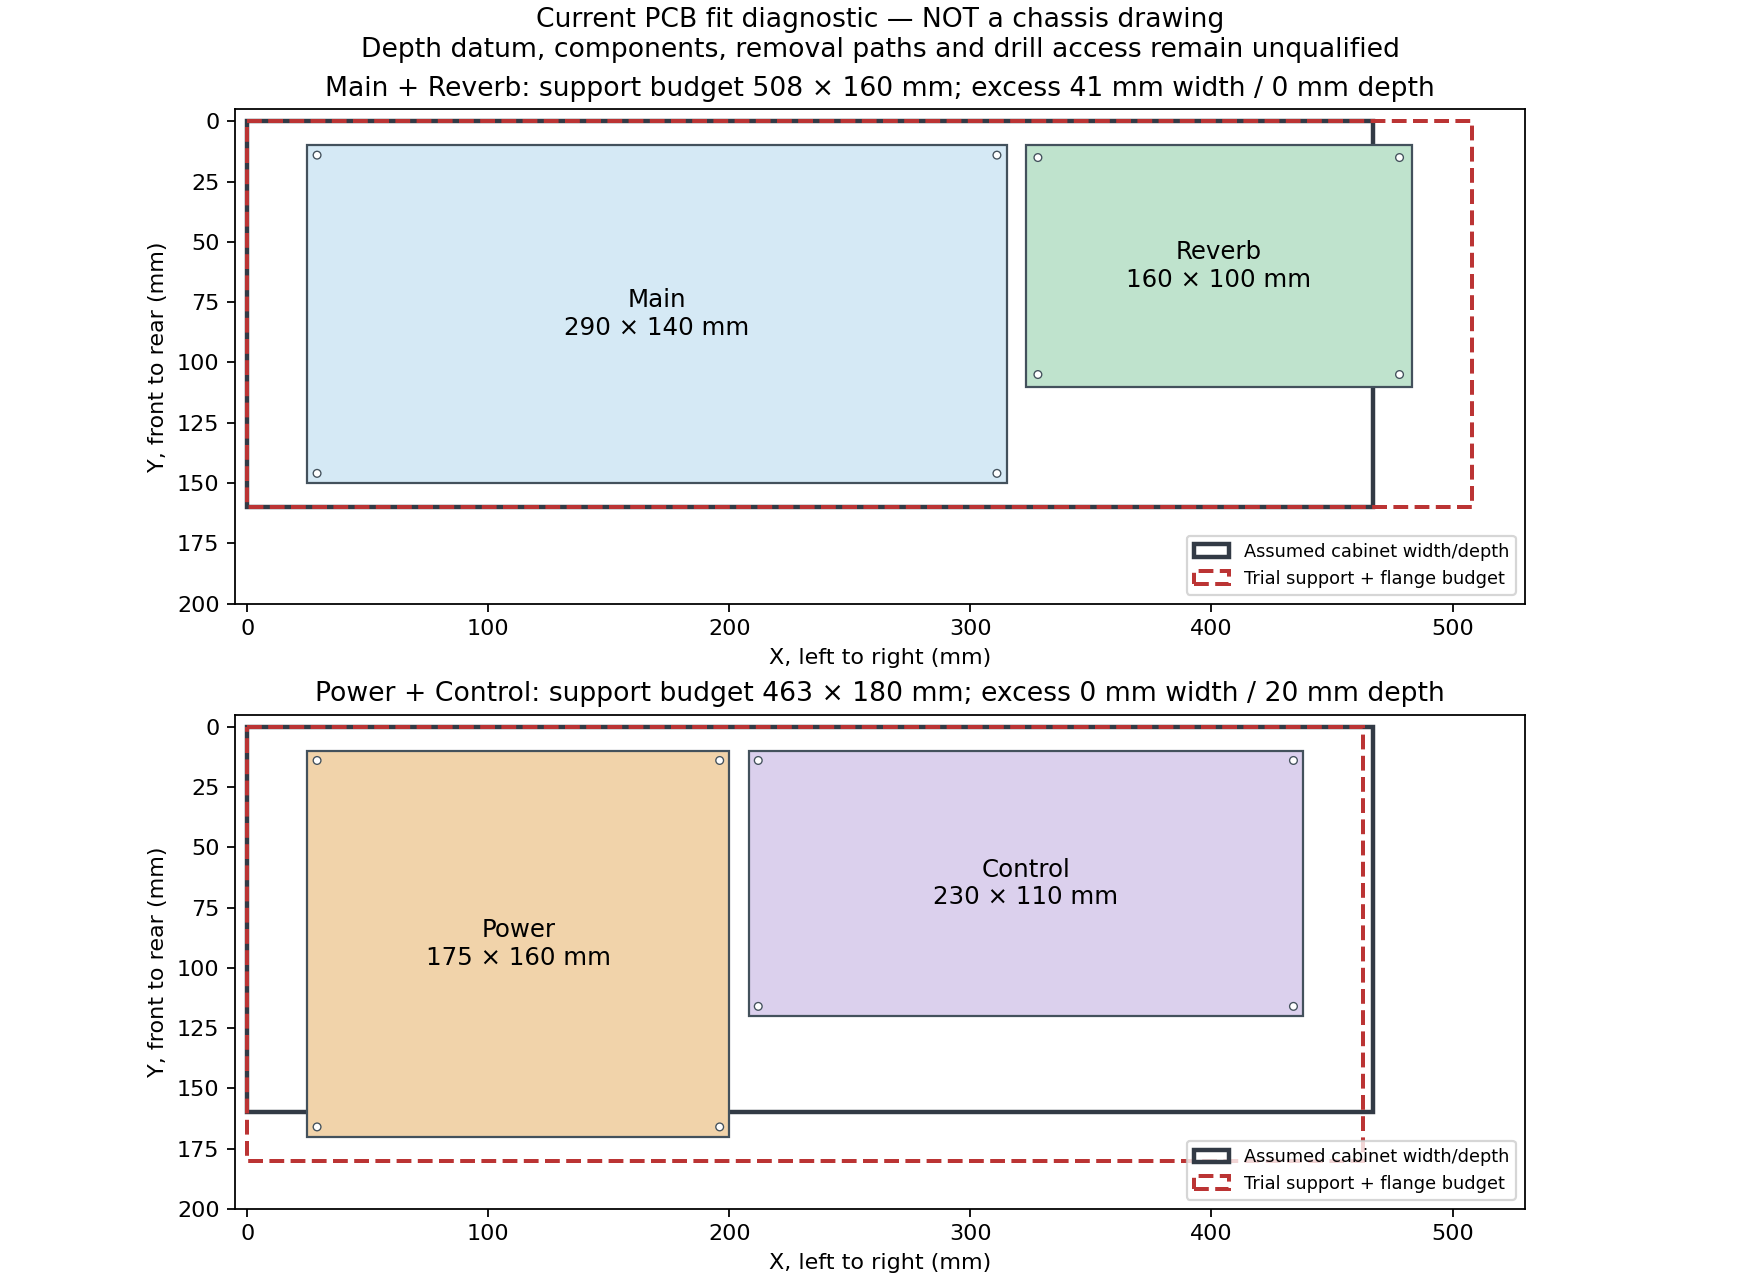 Current PCB fit diagnostic — NOT a chassis drawing
Depth datum, components, removal paths and drill access remain unqualified
Main + Reverb: support budget 508 × 160 mm; excess 41 mm width / 0 mm depth
0
25
50
75
100
125
150
175
200
Y, front to rear (mm)
Main
290 × 140 mm
Reverb
160 × 100 mm
Assumed cabinet width/depth
Trial support + flange budget
0
100
200
300
400
500
X, left to right (mm)
Power + Control: support budget 463 × 180 mm; excess 0 mm width / 20 mm depth
0
25
50
75
100
125
150
175
200
Y, front to rear (mm)
Power
175 × 160 mm
Control
230 × 110 mm
Assumed cabinet width/depth
Trial support + flange budget
0
100
200
300
400
500
X, left to right (mm)